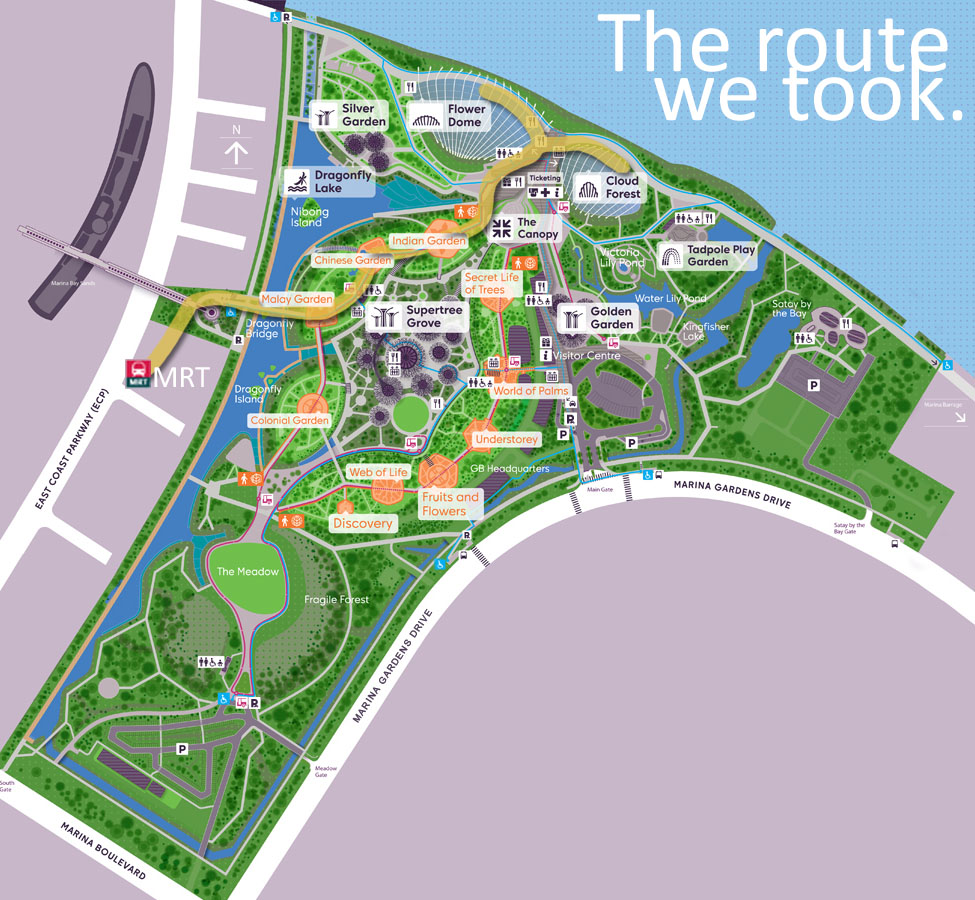 The route
we took.
N
Silver
Garden
Flower
Dome
Dragonfly
Lake
Ticketing
Cloud
Forest
Nibong
Island
The
Canopy
Indian Garden
Chinese Garden
Victoria
Lily Pond
Tadpole Play
Garden
Marina Bay Sands
Secret Life
of Trees
Malay Garden
Water Lily Pond
Satay by
the Bay
Supertree
Grove
Golden
Garden
Dragonfly
Bridge
Kingfisher
Lake
R
Visitor Centre
MRT
MRT
P
Dragonfly
Island
World of Palms
Marina Barrage
EAST COAST PARKWAY (ECP)
Colonial Garden
R
P
P
Understorey
Web of Life
GB Headquarters
Main Gate
MARINA GARDENS DRIVE
Fruits and
Flowers
Discovery
Satay by the
Bay Gate
R
The Meadow
Fragile Forest
MARINA GARDENS DRIVE
R
P
Meadow
Gate
South
Gate
MARINA BOULEVARD